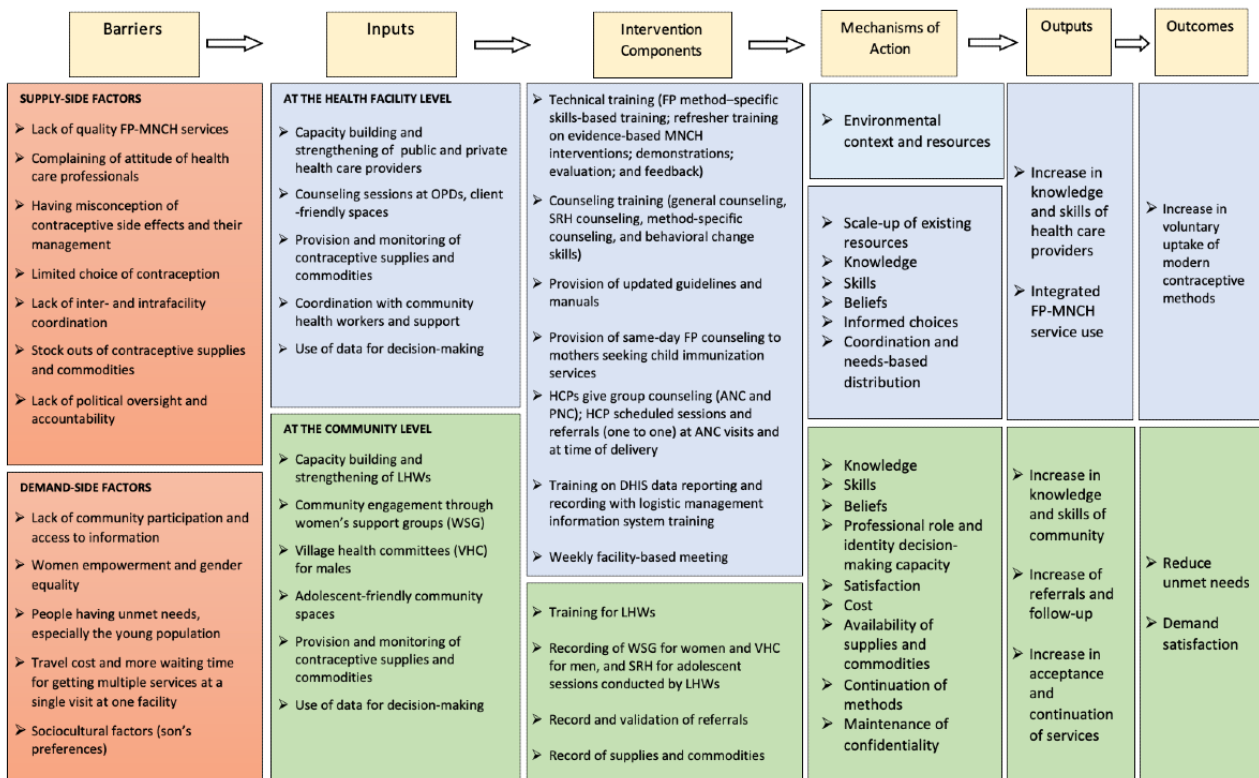 Barriers
Inputs
Intervention
Components
Mechanisms of
Action
Outputs
Outcomes
SUPPLY-SIDE FACTORS
➢ Lack of quality FP-MNCH services
➢ Complaining of attitude of health
care professionals
➢ Having misconception of
contraceptive side effects and their
management
➢ Limited choice of contraception
➢ Lack of inter- and intrafacility
coordination
➢ Stock outs of contraceptive supplies
and commodities
➢ Lack of political oversight and
accountability
DEMAND-SIDE FACTORS
➢ Lack of community participation and
access to information
➢ Women empowerment and gender
equality
➢ People having unmet needs,
especially the young population
➢ Travel cost and more waiting time
for getting multiple services at a
single visit at one facility
➢ Sociocultural factors (son's
preferences)
AT THE HEALTH FACILITY LEVEL
➢ Capacity building and
strengthening of public and private
health care providers
➢ Counseling sessions at OPDs, client
-friendly spaces
➢ Provision and monitoring of
contraceptive supplies and
commodities
➢ Coordination with community
health workers and support
➢ Use of data for decision-making
AT THE COMMUNITY LEVEL
➢ Capacity building and
strengthening of LHWs
➢ Community engagement through
women's support groups (WSG)
➢ Village health committees (VHC)
for males
➢ Adolescent-friendly community
spaces
➢ Provision and monitoring of
contraceptive supplies and
commodities
➢ Use of data for decision-making
➢ Technical training (FP method–specific
skills-based training; refresher training
on evidence-based MNCH
interventions; demonstrations;
evaluation; and feedback)
➢ Counseling training (general counseling,
SRH counseling, method-specific
counseling, and behavioral change
skills)
➢ Provision of updated guidelines and
manuals
➢ Provision of same-day FP counseling to
mothers seeking child immunization
services
➢ HCPs give group counseling (ANC and
PNC); HCP scheduled sessions and
referrals (one to one) at ANC visits and
at time of delivery
➢ Training on DHIS data reporting and
recording with logistic management
information system training
➢ Weekly facility-based meeting
➢ Training for LHWs
➢ Recording of WSG for women and VHC
for men, and SRH for adolescent
sessions conducted by LHWs
➢ Record and validation of referrals
➢ Record of supplies and commodities
➢ Environmental
context and resources
➢ Scale-up of existing
resources
➢ Knowledge
➢ Skills
➢ Beliefs
➢ Informed choices
➢ Coordination and
needs-based
distribution
➢ Knowledge
➢ Skills
➢ Beliefs
➢ Professional role and
identity decision-
making capacity
➢ Satisfaction
➢ Cost
➢ Availability of
supplies and
commodities
➢ Continuation of
methods
➢ Maintenance of
confidentiality
➢ Increase in
knowledge
and skills of
health care
providers
➢ Integrated
FP-MNCH
service use
➢ Increase in
knowledge
and skills of
community
➢ Increase of
referrals and
follow-up
➢ Increase in
acceptance
and
continuation
of services
➢ Increase in
voluntary
uptake of
modern
contraceptive
methods
➢ Reduce
unmet needs
➢ Demand
satisfaction